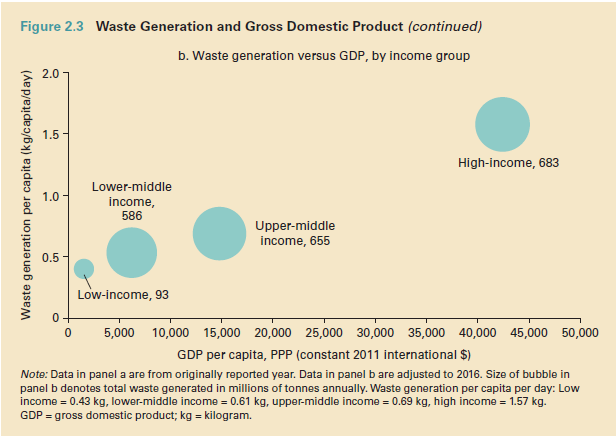 Figure 2.3 Waste Generation and Gross Domestic Product (continued)
b. Waste generation versus GDP, by income group
Waste generation per capita (kg/capita/day)
2.0
1.5
1.0
0.5
0
High-income, 683
Lower-middle
income,
586
Upper-middle
income, 655
Low-income, 93
0 5,000 10,000 15,000 20,000 25,000 30,000 35,000 40,000 45,000 50,000
GDP per capita, PPP (constant 2011 international $)
Note: Data in panel a are from originally reported year. Data in panel b are adjusted to 2016. Size of bubble in
panel b denotes total waste generated in millions of tonnes annually. Waste generation per capita per day: Low
income = 0.43 kg, lower-middle income = 0.61 kg, upper-middle income = 0.69 kg, high income = 1.57 kg.
GDP = gross domestic product; kg = kilogram.